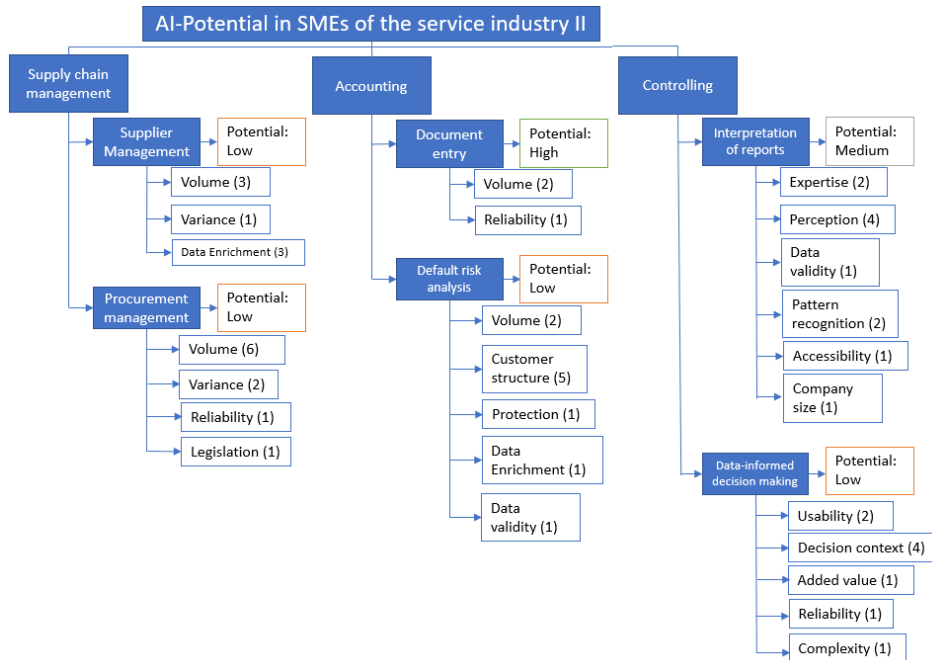 AI-Potential in SMEs of the service industry II
Supply chain
management
Supplier
Management
Potential:
Low
Volume (3)
Variance (1)
Data Enrichment (3)
Procurement
management
Potential:
Low
Volume (6)
Variance (2)
Reliability (1)
Legislation (1)
Accounting
Document
entry
Potential:
High
Volume (2)
Reliability (1)
Default risk
analysis
Potential:
Low
Volume (2)
Customer
structure (5)
Protection (1)
Data
Enrichment (1)
Data
validity (1)
Controlling
Interpretation
of reports
Potential:
Medium
Expertise (2)
Perception (4)
Data
validity (1)
Pattern
recognition (2)
Accessibility (1)
Company
size (1)
Data-informed
decision making
Potential:
Low
Usability (2)
Decision context (4)
Added value (1)
Reliability (1)
Complexity (1)